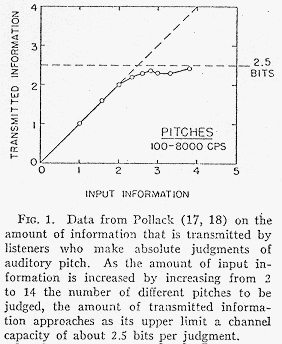 4
3
2
1
0
1
2
3
4
5
TRANSMITTED INFORMATION
2.5
BITS
PITCHES
100-8000 CPS
INPUT INFORMATION
FIG. 1. Data from Pollack (17, 18) on the
amount of information that is transmitted by
listeners who make absolute judgments of
auditory pitch. As the amount of input in-
formation is increased by increasing from 2
to 14 the number of different pitches to be
judged, the amount of transmitted informa-
tion approaches as its upper limit a channel
capacity of about 2.5 bits per judgment.